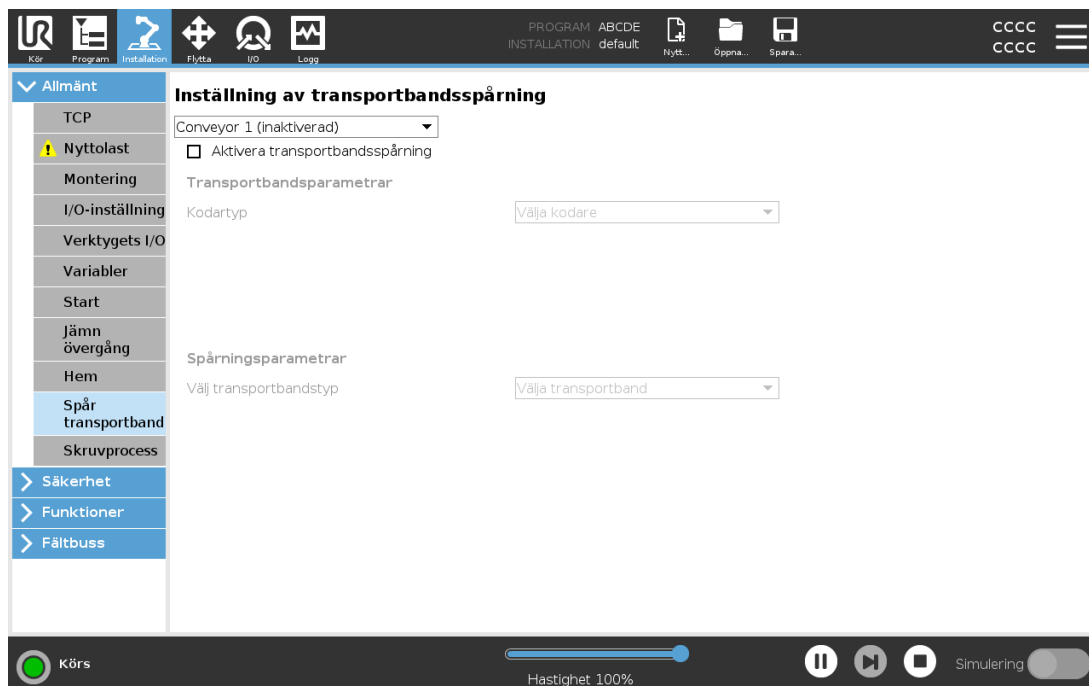 PROGRAM ABCDE
INSTALLATION default
CCCC
CCCC
Kör
Program
Installation
Flytta
I/O
Logg
Nytt...
Öppna...
Spara...
Allmänt
TCP
Nyttolast
Montering
I/O-inställning
Verktygets I/O
Variabler
Start
Jämn
övergång
Hem
Spår
transportband
Skruvprocess
Säkerhet
Funktioner
Fältbuss
Inställning av transportbandsspårning
Conveyor 1 (inaktiverad)
Aktivera transportbandsspårning
Transportbandsparametrar
Kodartyp
Välja kodare
Spårningsparametrar
Välj transportbandstyp
Välja transportband
Körs
Hastighet 100%
Simulering